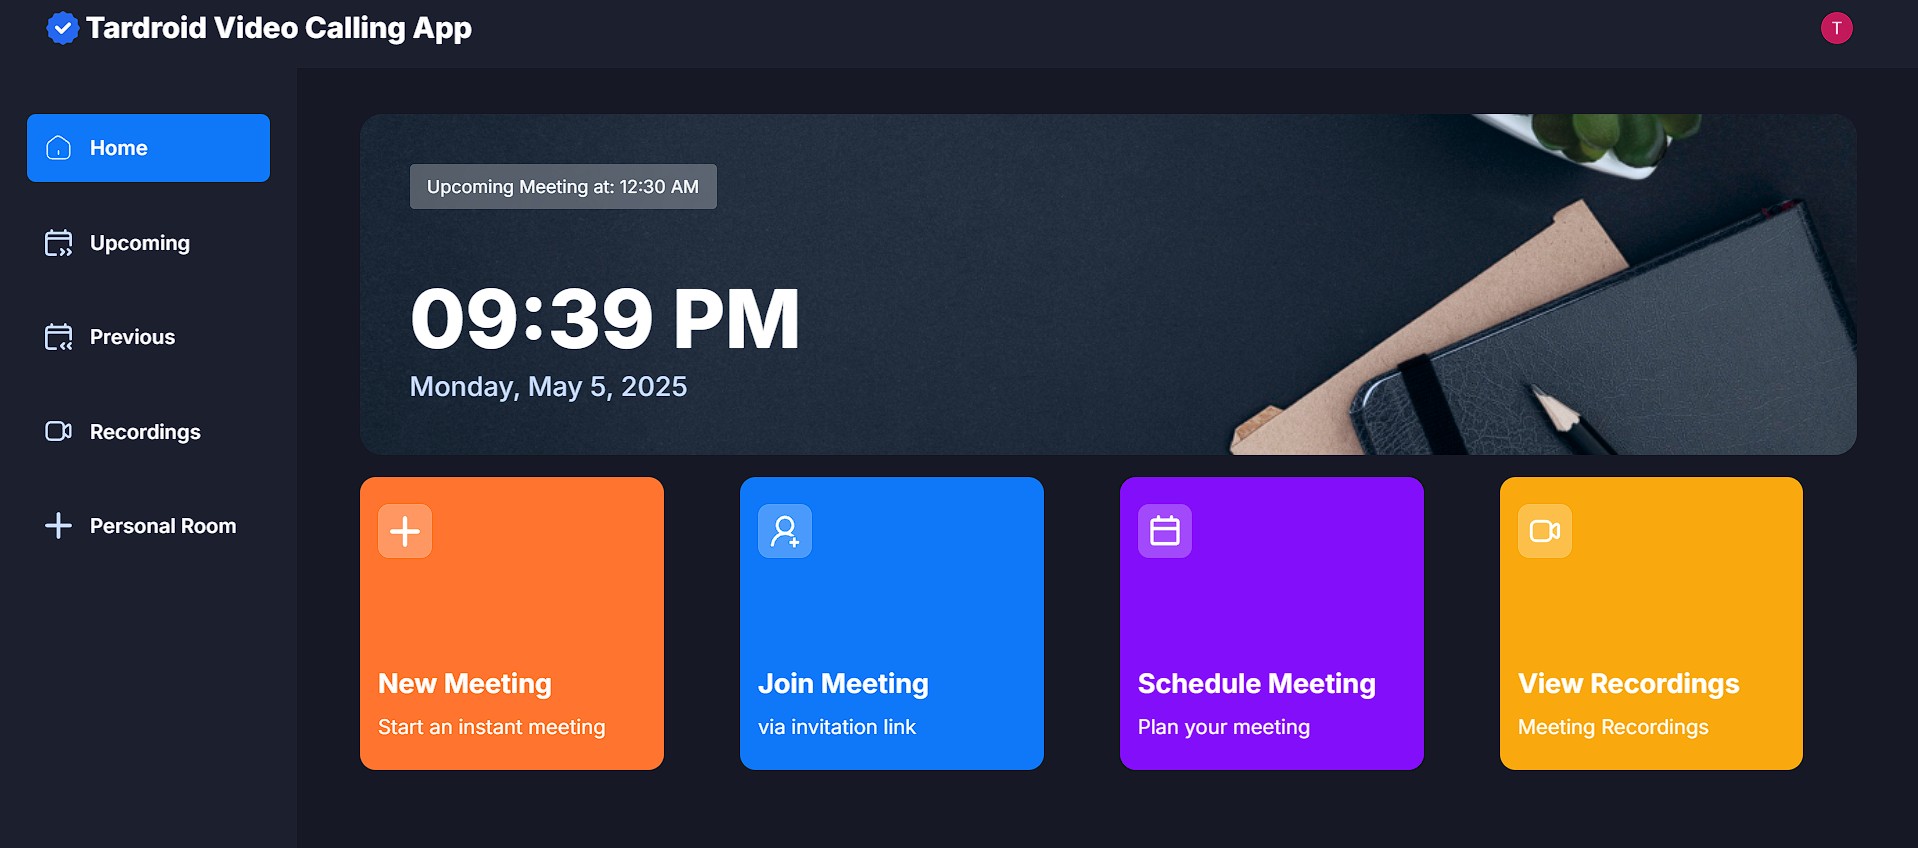 Tardroid Video Calling App
T
Home
Upcoming
Previous
Recordings
Personal Room
Upcoming Meeting at: 12:30 AM
09:39 PM
Monday, May 5, 2025
New Meeting
Start an instant meeting
Join Meeting
via invitation link
Schedule Meeting
Plan your meeting
View Recordings
Meeting Recordings